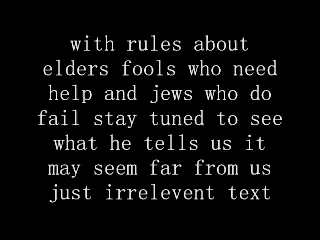 with rules about
elders fools who need
help and jews who do
fail stay tuned to see
what he tells us it
may seem far from us
just irrelevent text